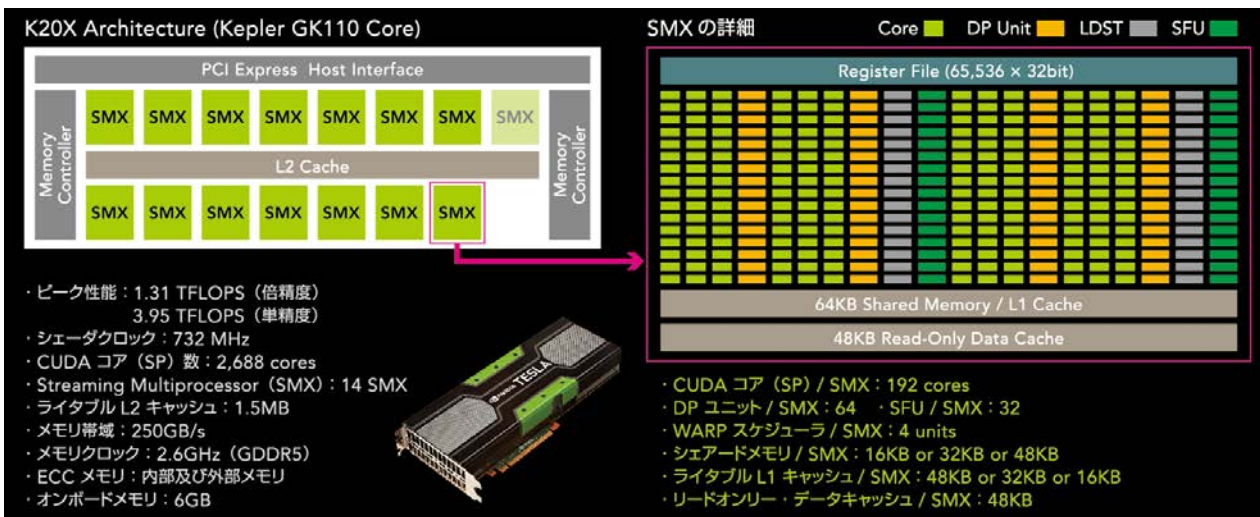 K20X Architecture (Kepler GK110 Core)
PCI Express Host Interface
Memory Controller
SMX SMX SMX SMX SMX SMX SMX SMX
L2 Cache
SMX SMX SMX SMX SMX SMX SMX
Memory Controller
・ピーク性能：1.31 TFLOPS（倍精度）
3.95 TFLOPS（単精度）
・シェーダクロック：732 MHz
・CUDA コア（SP）数：2,688 cores
・Streaming Multiprocessor（SMX）：14 SMX
・ライタブル L2 キャッシュ：1.5MB
・メモリ帯域：250GB/s
・メモリクロック：2.6GHz（GDDR5）
・ECC メモリ：内部及び外部メモリ
・オンボードメモリ：6GB
nVIDIA TESLA
SMX の詳細
Core DP Unit LDST SFU
Register File (65,536 × 32bit)
64KB Shared Memory / L1 Cache
48KB Read-Only Data Cache
・CUDA コア（SP）/ SMX：192 cores
・DP ユニット / SMX：64 ・SFU / SMX：32
・WARP スケジューラ / SMX：4 units
・シェアードメモリ / SMX：16KB or 32KB or 48KB
・ライタブル L1 キャッシュ / SMX：48KB or 32KB or 16KB
・リードオンリー・データキャッシュ / SMX：48KB